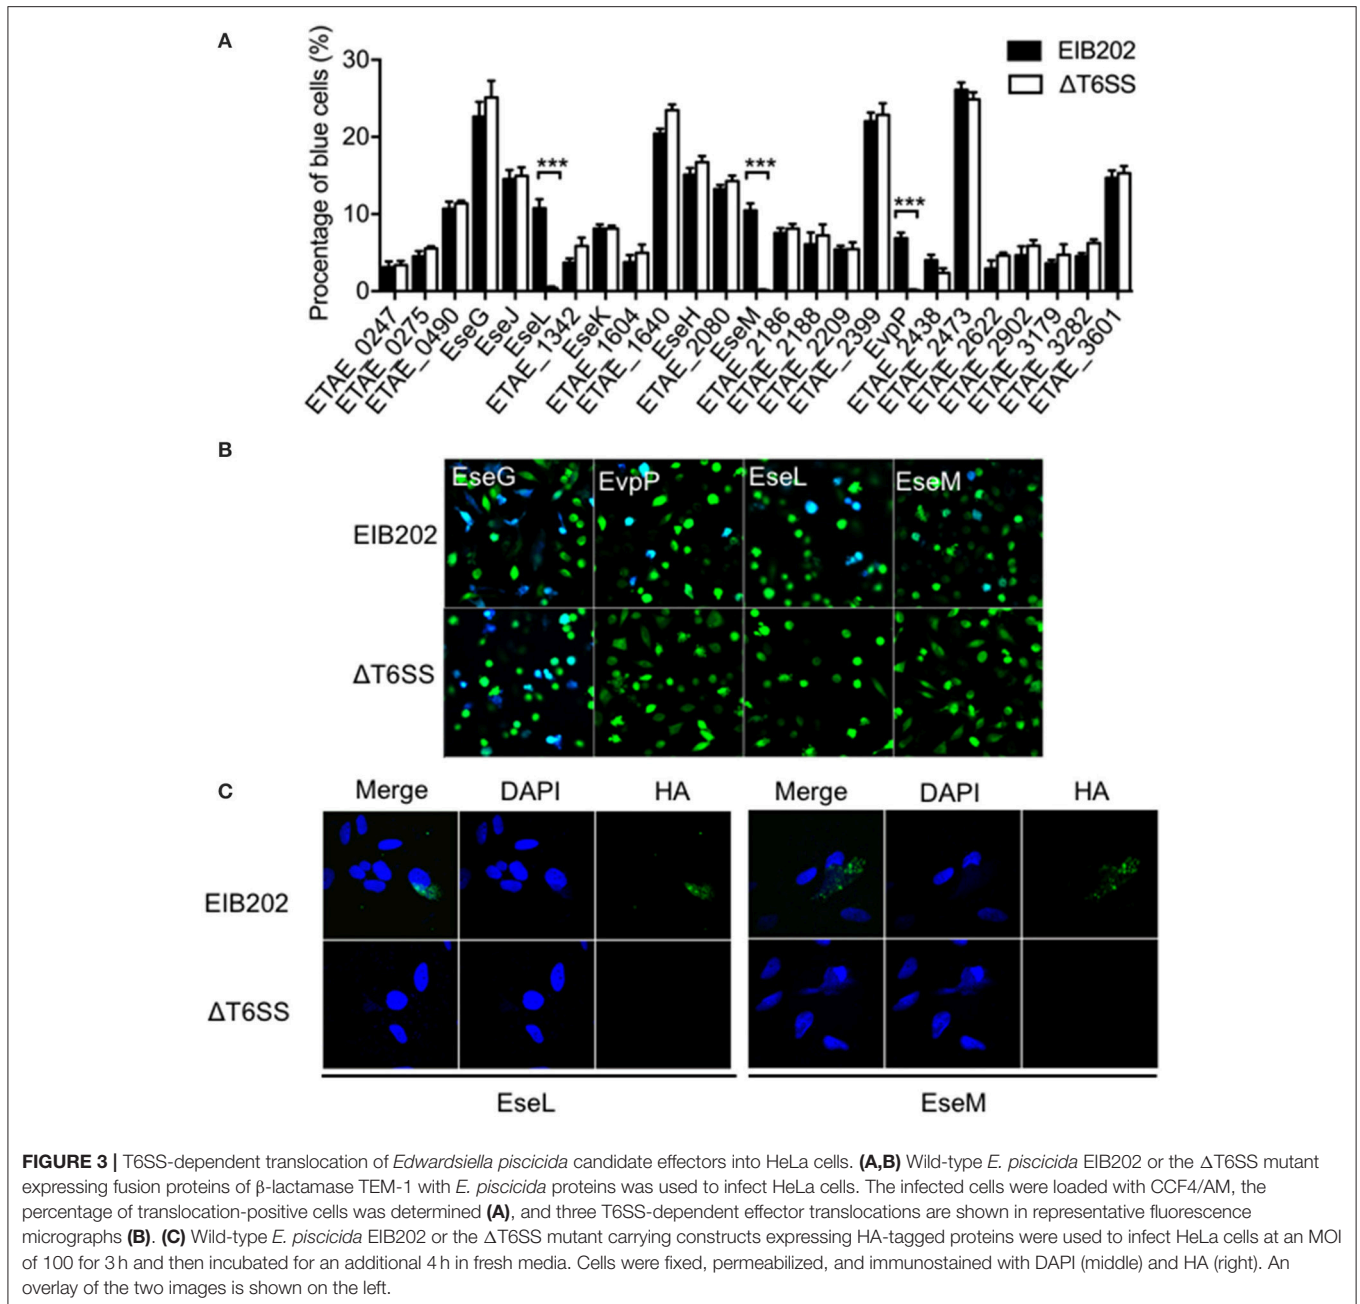 A
Procentage of blue cells (%)
30
20
10
0
EIB202
ΔT6SS
***
***
***
ETAE_0247
ETAE_0275
ETAE_0490
EseG
EseJ
EseL
ETAE_1342
EseK
ETAE_1604
ETAE_1640
EseH
ETAE_2080
EseM
ETAE_2186
ETAE_2188
ETAE_2209
ETAE_2399
EvpP
ETAE_2438
ETAE_2473
ETAE_2622
ETAE_2902
ETAE_3179
ETAE_3282
ETAE_3601
B
EseG EvpP EseL EseM
EIB202
ΔT6SS
C
Merge DAPI HA Merge DAPI HA
EIB202
ΔT6SS
EseL EseM
FIGURE 3 | T6SS-dependent translocation of Edwardsiella piscicida candidate effectors into HeLa cells. (A,B) Wild-type E. piscicida EIB202 or the ΔT6SS mutant
expressing fusion proteins of β-lactamase TEM-1 with E. piscicida proteins was used to infect HeLa cells. The infected cells were loaded with CCF4/AM, the
percentage of translocation-positive cells was determined (A), and three T6SS-dependent effector translocations are shown in representative fluorescence
micrographs (B). (C) Wild-type E. piscicida EIB202 or the ΔT6SS mutant carrying constructs expressing HA-tagged proteins were used to infect HeLa cells at an MOI
of 100 for 3 h and then incubated for an additional 4 h in fresh media. Cells were fixed, permeabilized, and immunostained with DAPI (middle) and HA (right). An
overlay of the two images is shown on the left.